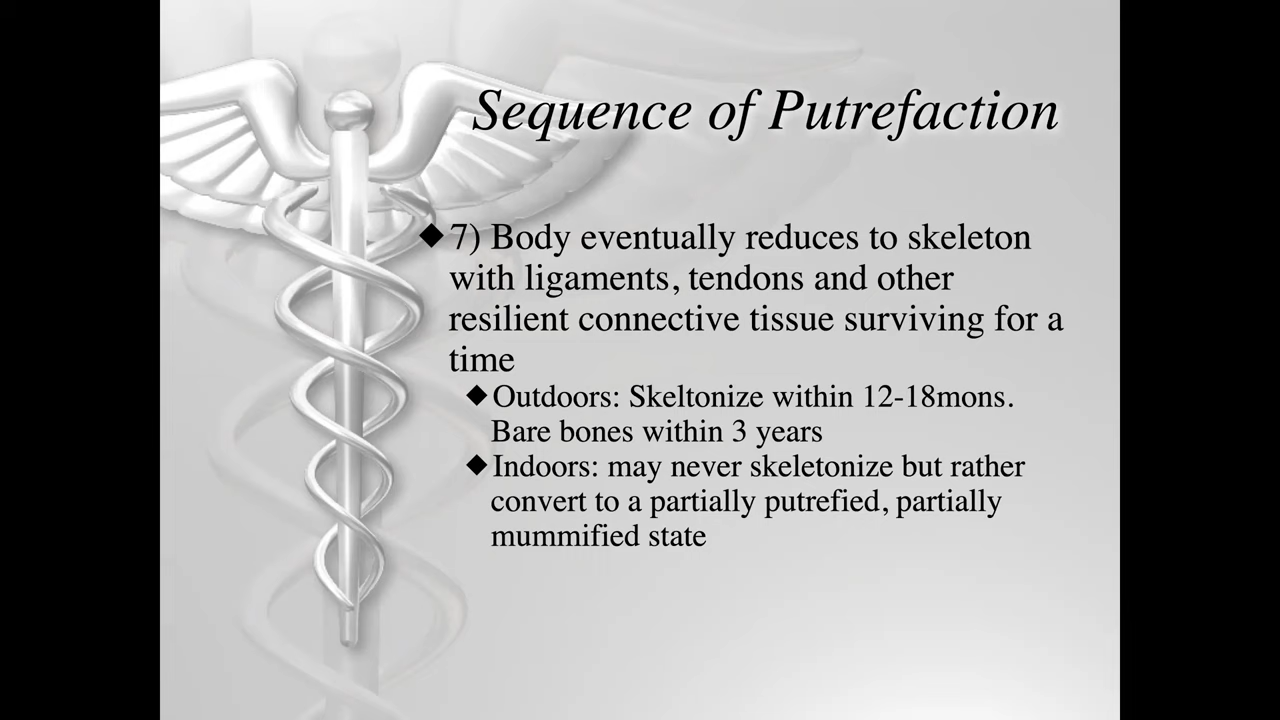 Sequence of Putrefaction
◆7) Body eventually reduces to skeleton
with ligaments, tendons and other
resilient connective tissue surviving for a
time
◆Outdoors: Skeltonize within 12-18mons.
Bare bones within 3 years
◆Indoors: may never skeletonize but rather
convert to a partially putrefied, partially
mummified state